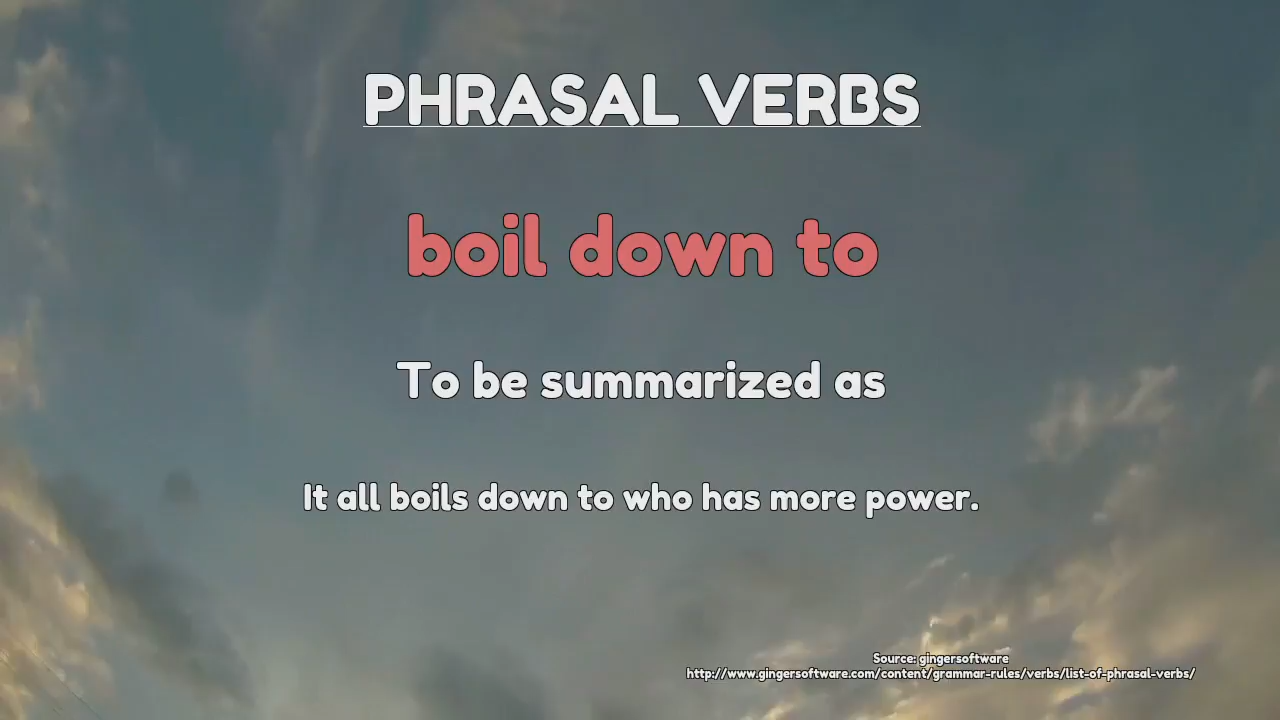 PHRASAL VERBS
boil down to
To be summarized as
It all boils down to who has more power.
Source: gingersoftware
http://www.gingersoftware.com/content/grammar-rules/verbs/list-of-phrasal-verbs/